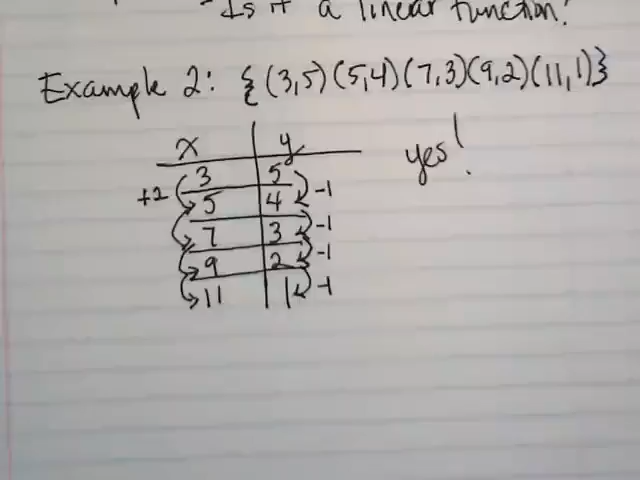 - Is it a linear function?
Example 2: {(3,5)(5,4)(7,3)(9,2)(11,1)}
x y
yes!
3 5
+2 -1
5 4
-1
7 3
-1
9 2
-1
11 1